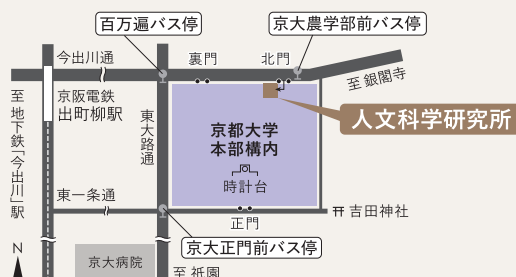 百万遍バス停
京大農学部前バス停
今出川通
裏門
北門
至 銀閣寺
京阪電鉄
出町柳駅
至 地下鉄「今出川」駅
東大路通
京都大学
本部構内
時計台
人文科学研究所
東一条通
正門
吉田神社
京大正門前バス停
N
京大病院
至 祇園